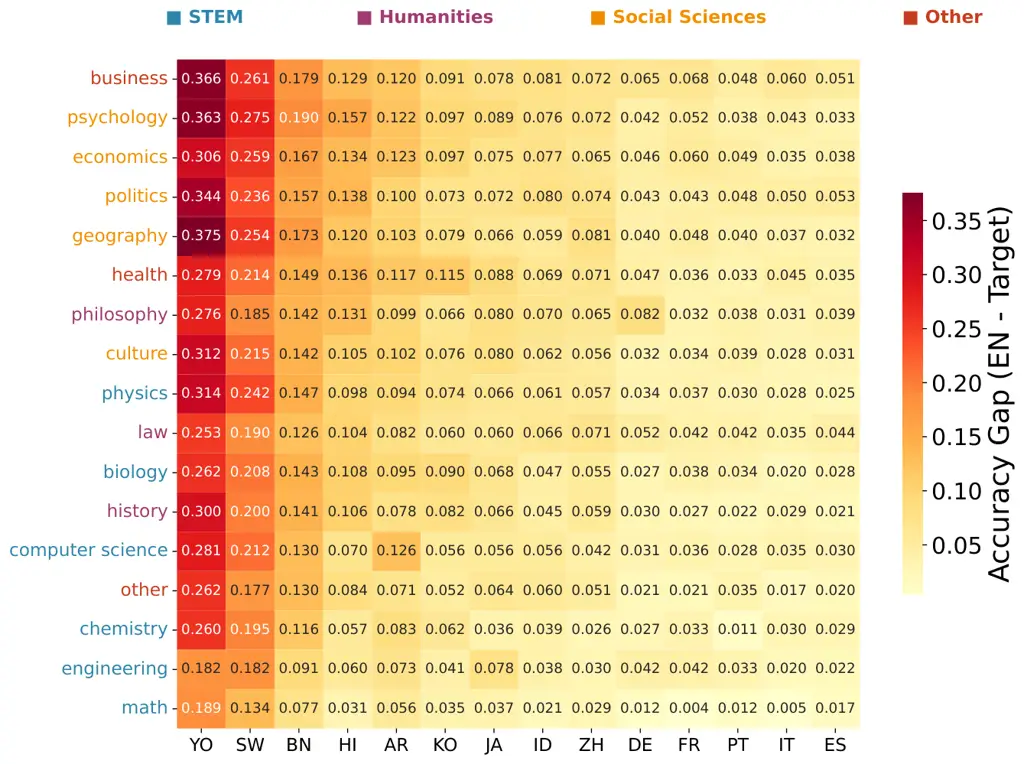 STEM Humanities Social Sciences Other
business 0.366 0.261 0.179 0.129 0.120 0.091 0.078 0.081 0.072 0.065 0.068 0.048 0.060 0.051
psychology 0.363 0.275 0.190 0.157 0.122 0.097 0.089 0.076 0.072 0.042 0.052 0.038 0.043 0.033
economics 0.306 0.259 0.167 0.134 0.123 0.097 0.075 0.077 0.065 0.046 0.060 0.049 0.035 0.038
politics 0.344 0.236 0.157 0.138 0.100 0.073 0.072 0.080 0.074 0.043 0.043 0.048 0.050 0.053
geography 0.375 0.254 0.173 0.120 0.103 0.079 0.066 0.059 0.081 0.040 0.048 0.040 0.037 0.032
health 0.279 0.214 0.149 0.136 0.117 0.115 0.088 0.069 0.071 0.047 0.036 0.033 0.045 0.035
philosophy 0.276 0.185 0.142 0.131 0.099 0.066 0.080 0.070 0.065 0.082 0.032 0.038 0.031 0.039
culture 0.312 0.215 0.142 0.105 0.102 0.076 0.080 0.062 0.056 0.032 0.034 0.039 0.028 0.031
physics 0.314 0.242 0.147 0.098 0.094 0.074 0.066 0.061 0.057 0.034 0.037 0.030 0.028 0.025
law 0.253 0.190 0.126 0.104 0.082 0.060 0.060 0.066 0.071 0.052 0.042 0.042 0.035 0.044
biology 0.262 0.208 0.143 0.108 0.095 0.090 0.068 0.047 0.055 0.027 0.038 0.034 0.020 0.028
history 0.300 0.200 0.141 0.106 0.078 0.082 0.066 0.045 0.059 0.030 0.027 0.022 0.029 0.021
computer science 0.281 0.212 0.130 0.070 0.126 0.056 0.056 0.056 0.042 0.031 0.036 0.028 0.035 0.030
other 0.262 0.177 0.130 0.084 0.071 0.052 0.064 0.060 0.051 0.021 0.021 0.035 0.017 0.020
chemistry 0.260 0.195 0.116 0.057 0.083 0.062 0.036 0.039 0.026 0.027 0.033 0.011 0.030 0.029
engineering 0.182 0.182 0.091 0.060 0.073 0.041 0.078 0.038 0.030 0.042 0.042 0.033 0.020 0.022
math 0.189 0.134 0.077 0.031 0.056 0.035 0.037 0.021 0.029 0.012 0.004 0.012 0.005 0.017
YO SW BN HI AR KO JA ID ZH DE FR PT IT ES
0.35
0.30
0.25
0.20
0.15
0.10
0.05
Accuracy Gap (EN - Target)